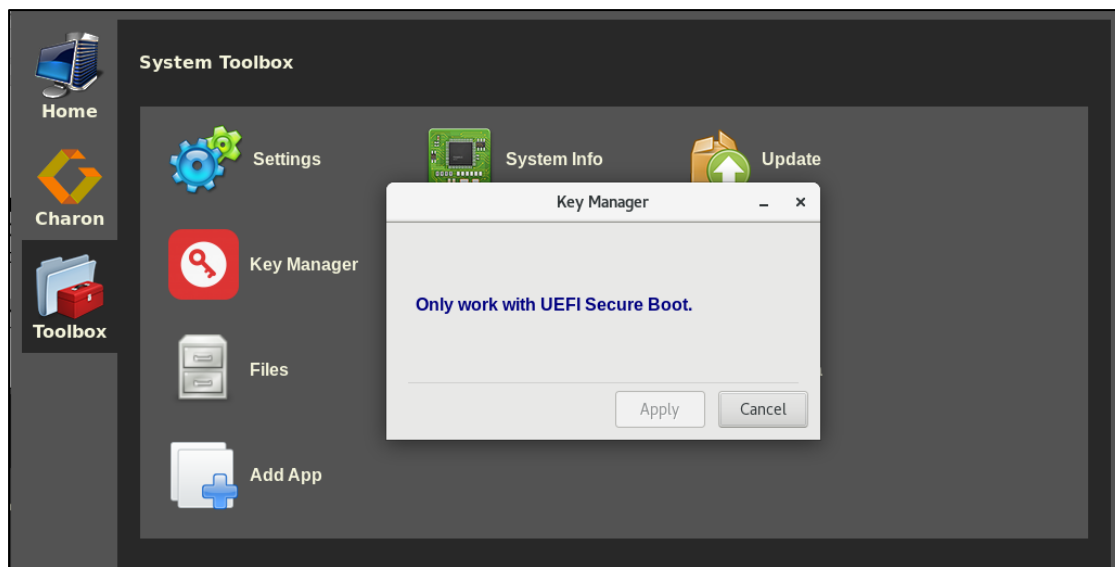 System Toolbox
Home
Settings
System Info
Update
Charon
Key Manager
Key Manager
Only work with UEFI Secure Boot.
Toolbox
Files
Apply
Cancel
Add App